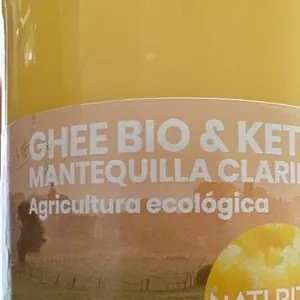 GHEE BIO & KET
MANTEQUILLA CLARI
Agricultura ecológica